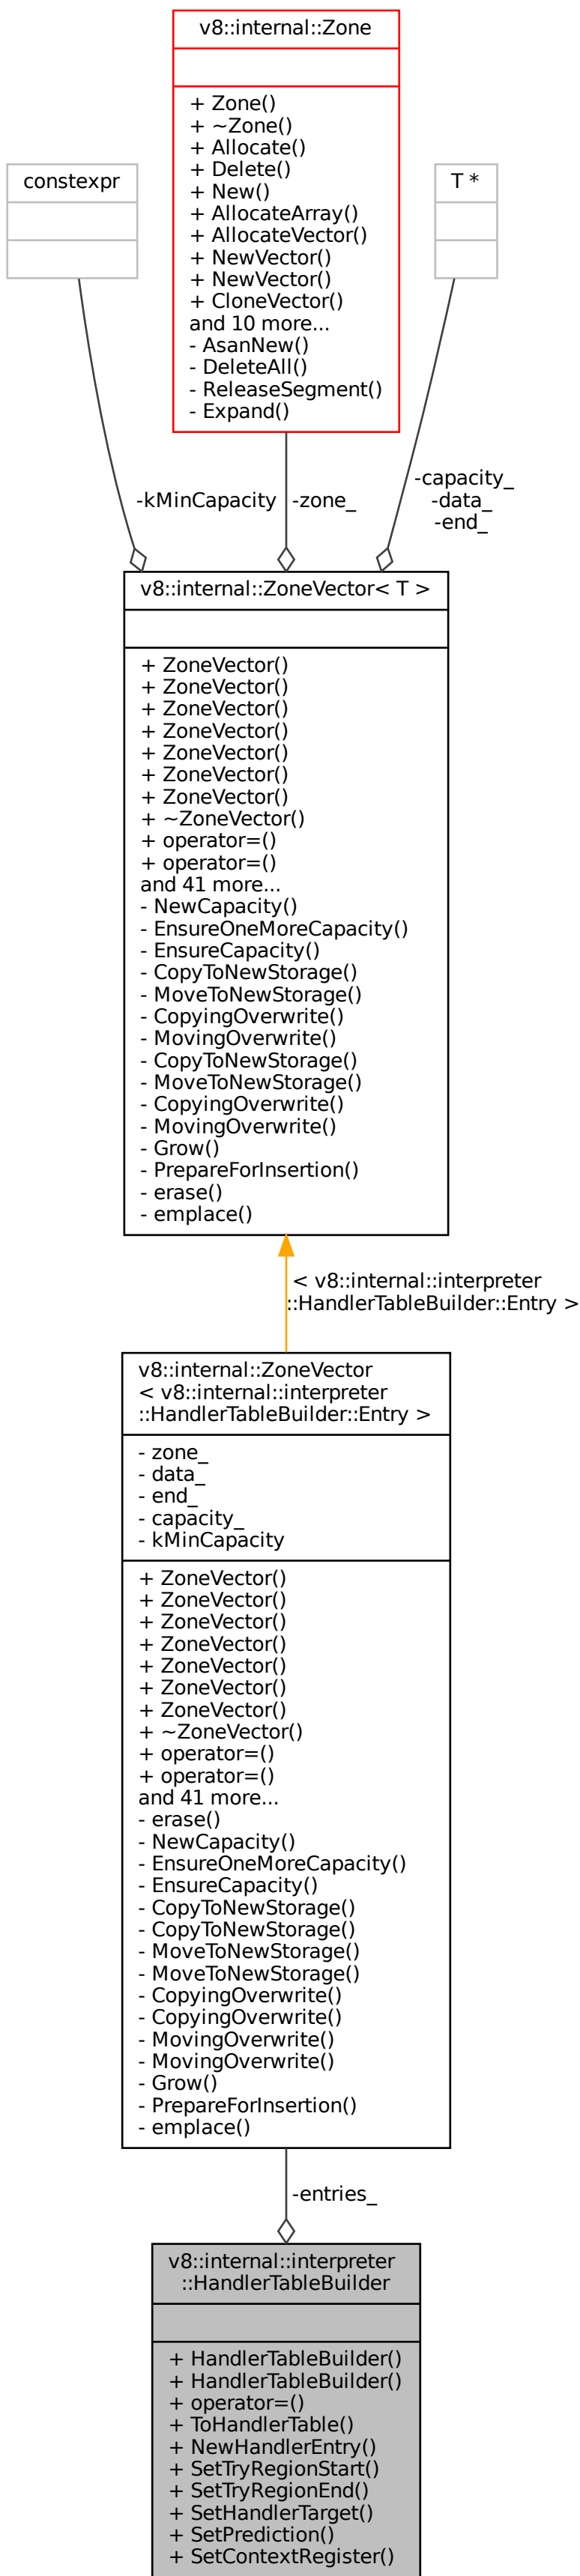 v8::internal::Zone
+ Zone()
+ ~Zone()
+ Allocate()
+ Delete()
+ New()
+ AllocateArray()
+ AllocateVector()
+ NewVector()
+ NewVector()
+ CloneVector()
and 10 more...
- AsanNew()
- DeleteAll()
- ReleaseSegment()
- Expand()
constexpr
T *
-kMinCapacity
-zone_
-capacity_
-data_
-end_
v8::internal::ZoneVector< T >
+ ZoneVector()
+ ZoneVector()
+ ZoneVector()
+ ZoneVector()
+ ZoneVector()
+ ZoneVector()
+ ZoneVector()
+ ~ZoneVector()
+ operator=()
+ operator=()
and 41 more...
- NewCapacity()
- EnsureOneMoreCapacity()
- EnsureCapacity()
- CopyToNewStorage()
- MoveToNewStorage()
- CopyingOverwrite()
- MovingOverwrite()
- CopyToNewStorage()
- MoveToNewStorage()
- CopyingOverwrite()
- MovingOverwrite()
- Grow()
- PrepareForInsertion()
- erase()
- emplace()
< v8::internal::interpreter
::HandlerTableBuilder::Entry >
v8::internal::ZoneVector
< v8::internal::interpreter
::HandlerTableBuilder::Entry >
- zone_
- data_
- end_
- capacity_
- kMinCapacity
+ ZoneVector()
+ ZoneVector()
+ ZoneVector()
+ ZoneVector()
+ ZoneVector()
+ ZoneVector()
+ ZoneVector()
+ ~ZoneVector()
+ operator=()
+ operator=()
and 41 more...
- erase()
- NewCapacity()
- EnsureOneMoreCapacity()
- EnsureCapacity()
- CopyToNewStorage()
- CopyToNewStorage()
- MoveToNewStorage()
- MoveToNewStorage()
- CopyingOverwrite()
- CopyingOverwrite()
- MovingOverwrite()
- MovingOverwrite()
- Grow()
- PrepareForInsertion()
- emplace()
-entries_
v8::internal::interpreter
::HandlerTableBuilder
+ HandlerTableBuilder()
+ HandlerTableBuilder()
+ operator=()
+ ToHandlerTable()
+ NewHandlerEntry()
+ SetTryRegionStart()
+ SetTryRegionEnd()
+ SetHandlerTarget()
+ SetPrediction()
+ SetContextRegister()